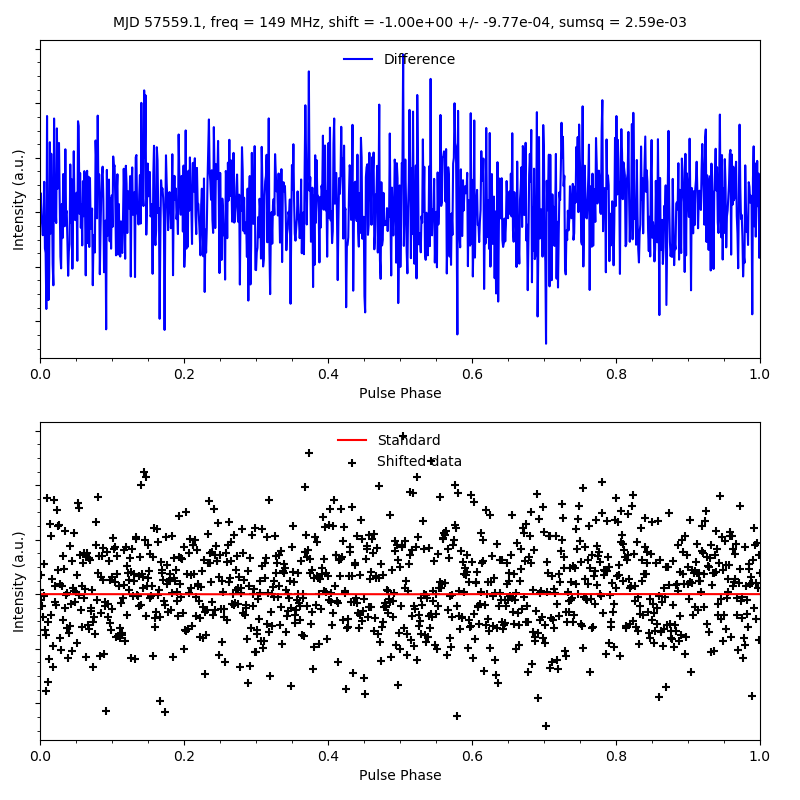 MJD 57559.1, freq = 149 MHz, shift = -1.00e+00 +/- -9.77e-04, sumsq = 2.59e-03
Difference
Intensity (a.u.)
0.0 0.2 0.4 0.6 0.8 1.0
Pulse Phase
Standard
Shifted data
Intensity (a.u.)
0.0 0.2 0.4 0.6 0.8 1.0
Pulse Phase